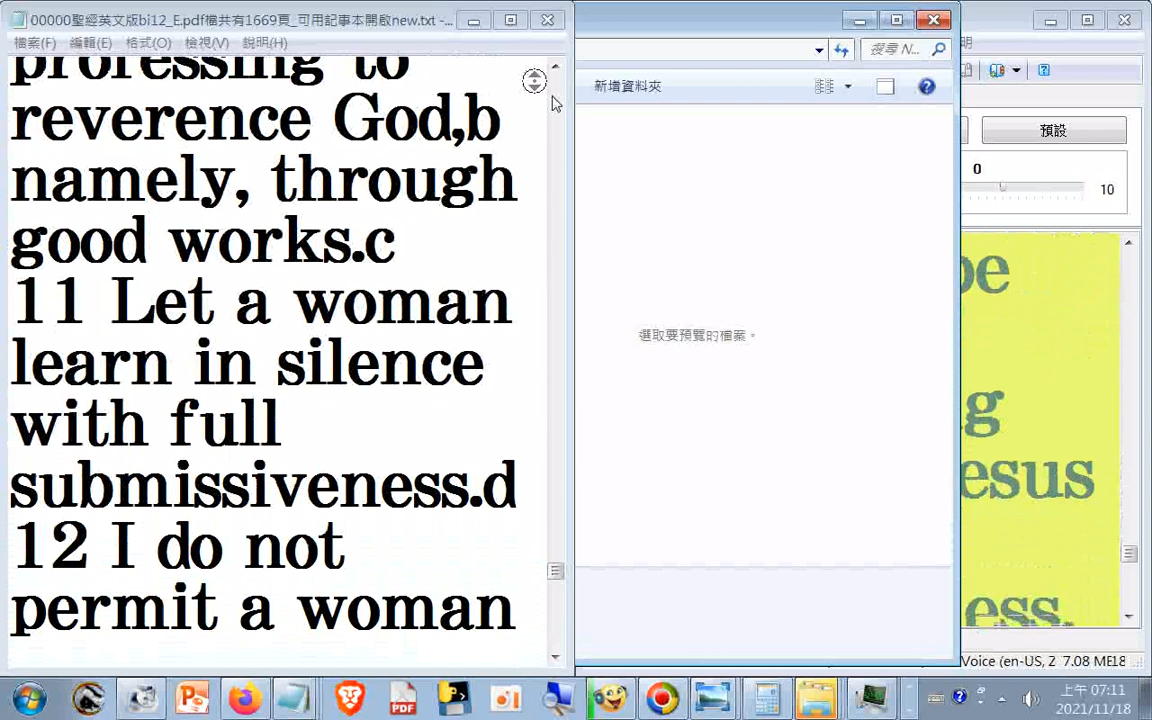 00000聖經英文版bi12_E.pdf檔共有1669頁_可用記事本開啟new.txt -...
檔案(F) 編輯(E) 格式(O) 檢視(V) 說明(H)
professing to
reverence God,b
namely, through
good works.c
11 Let a woman
learn in silence
with full
submissiveness.d
12 I do not
permit a woman
搜尋 N...
新增資料夾
選取要預覽的檔案。
明
預設
0
10
be
g
esus
ess.
Voice (en-US, Z 7.08 ME18
PDF
上午 07:11
2021/11/18